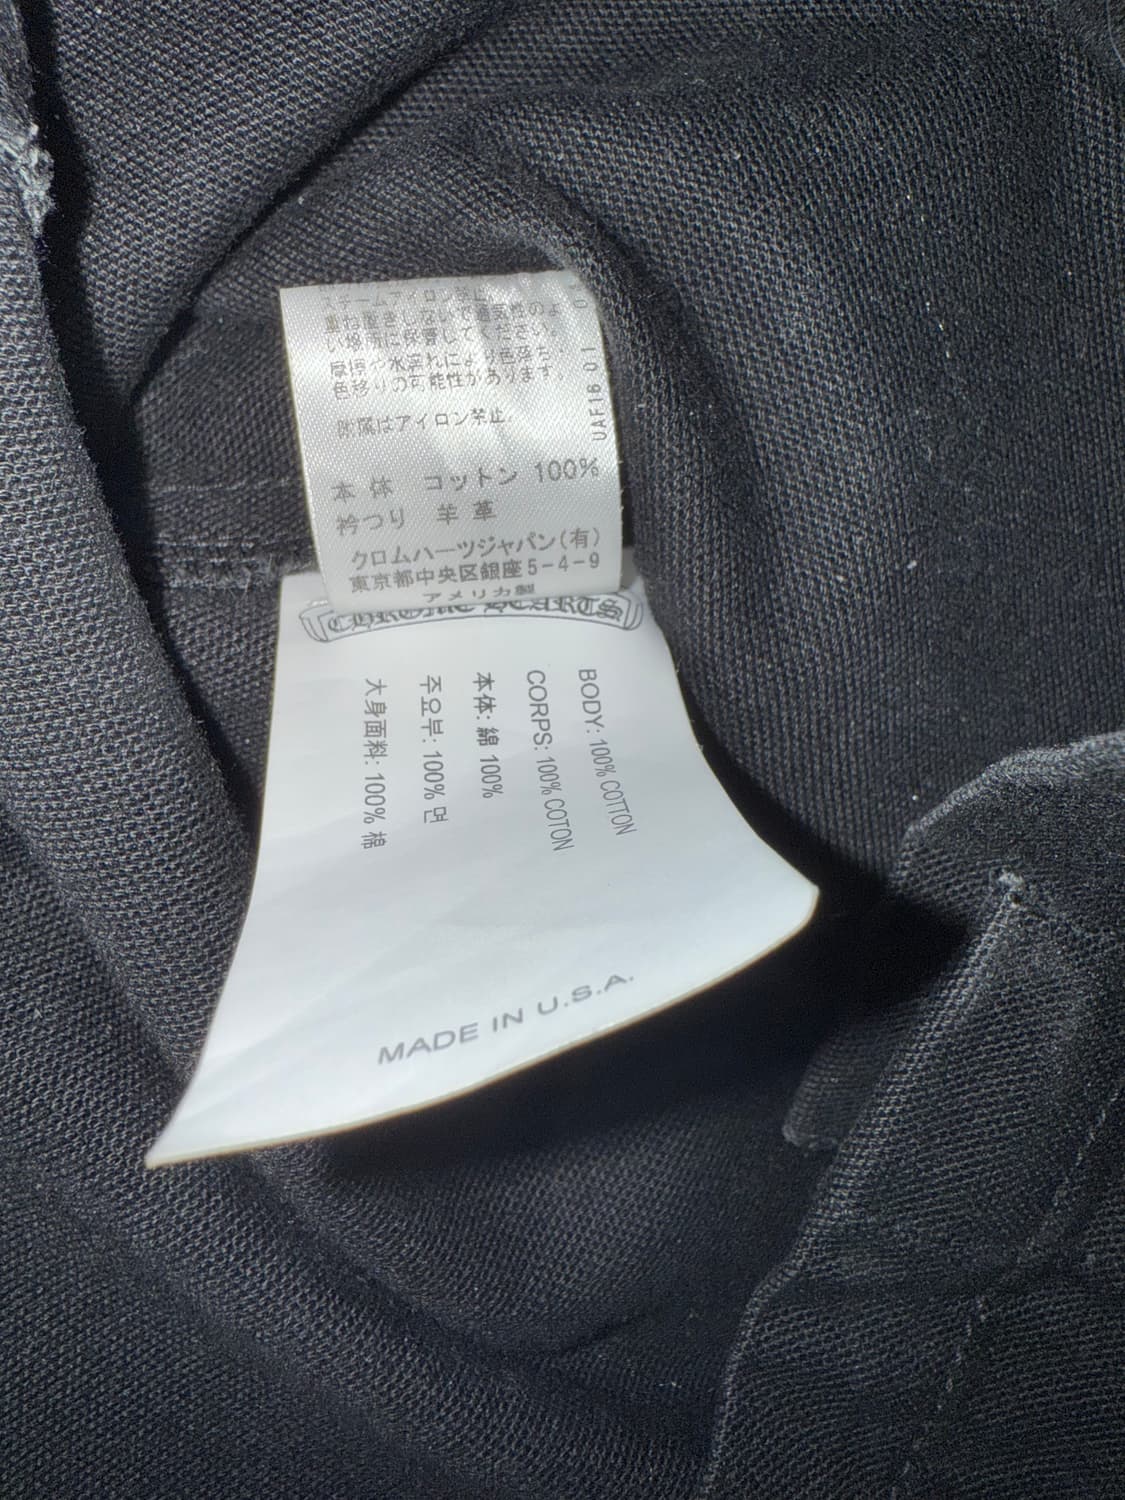 スチームアイロン禁止
重ね置きしないで通気性のよ
い場所に保管してください。
摩擦や水濡れにより色落ち、
色移りの可能性があります。
附属はアイロン禁止。
UAF16 01
本体 コットン 100%
衿つり 羊革
クロムハーツジャパン(有)
東京都中央区銀座5-4-9
アメリカ製
CHROME HEARTS
BODY: 100% COTTON
CORPS: 100% COTON
本体: 綿 100%
주요부: 100% 면
大身面料: 100% 棉
MADE IN U.S.A.